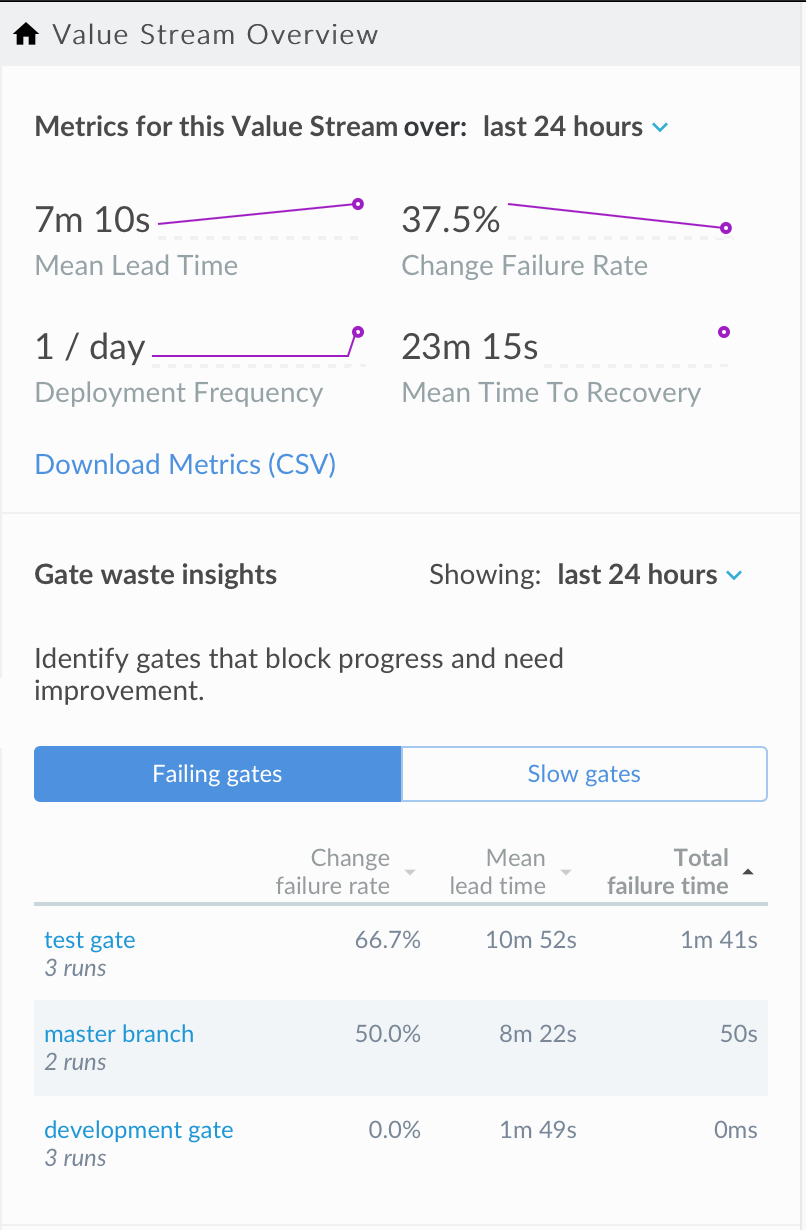 Value Stream Overview
Metrics for this Value Stream over: last 24 hours
7m 10s
Mean Lead Time
37.5%
Change Failure Rate
1 / day
Deployment Frequency
23m 15s
Mean Time To Recovery
Download Metrics (CSV)
Gate waste insights
Showing: last 24 hours
Identify gates that block progress and need
improvement.
Failing gates
Slow gates
Change
failure rate
Mean
lead time
Total
failure time
test gate
3 runs
66.7%
10m 52s
1m 41s
master branch
2 runs
50.0%
8m 22s
50s
development gate
3 runs
0.0%
1m 49s
0ms